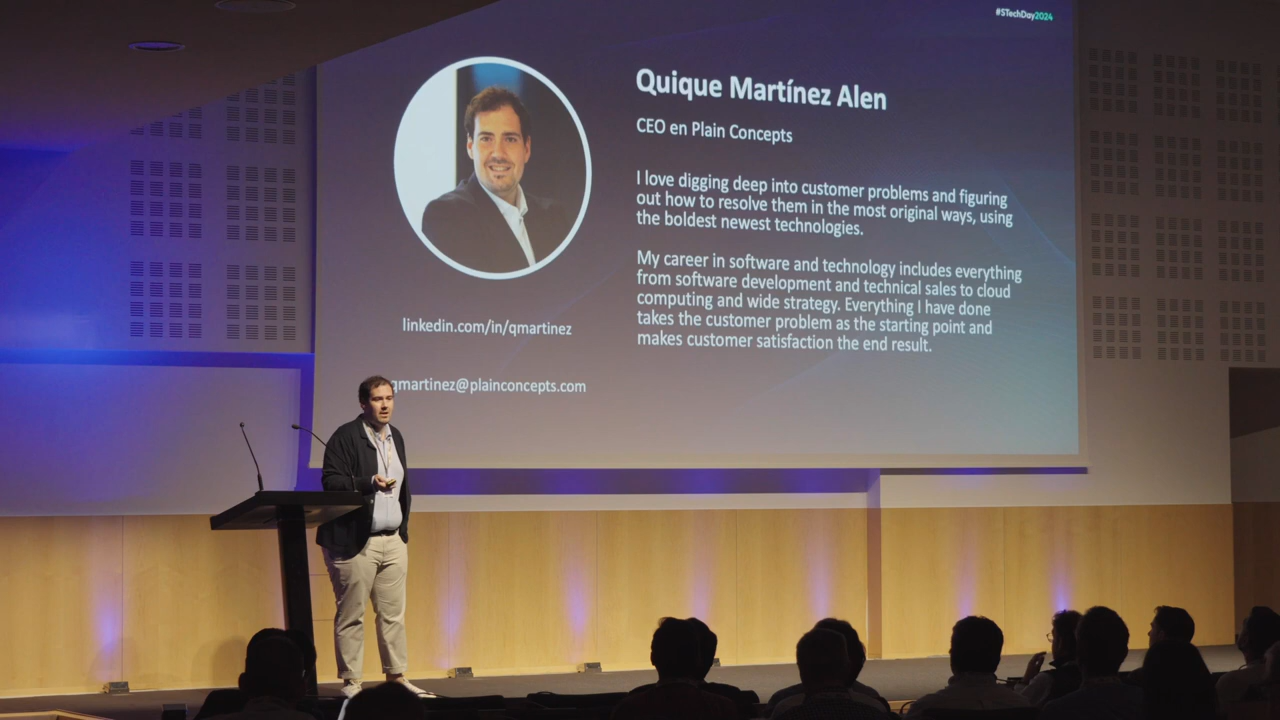 #STechDay2024
Quique Martínez Alen
CEO en Plain Concepts
I love digging deep into customer problems and figuring
out how to resolve them in the most original ways, using
the boldest newest technologies.
My career in software and technology includes everything
from software development and technical sales to cloud
computing and wide strategy. Everything I have done
takes the customer problem as the starting point and
makes customer satisfaction the end result.
linkedin.com/in/qmartinez
qmartinez@plainconcepts.com